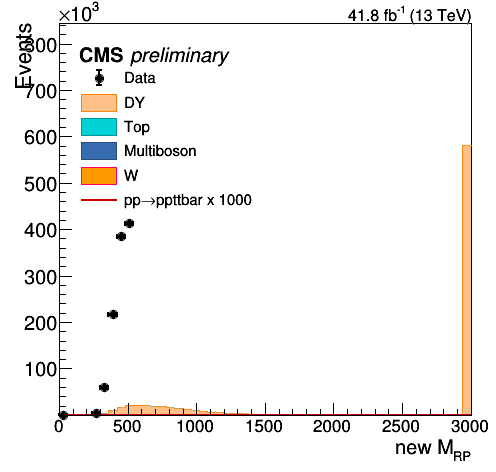 ×10³
41.8 fb⁻¹ (13 TeV)
Events
CMS preliminary
Data
DY
Top
Multiboson
W
pp→ppttbar x 1000
800
700
600
500
400
300
200
100
0 500 1000 1500 2000 2500 3000
new M_RP